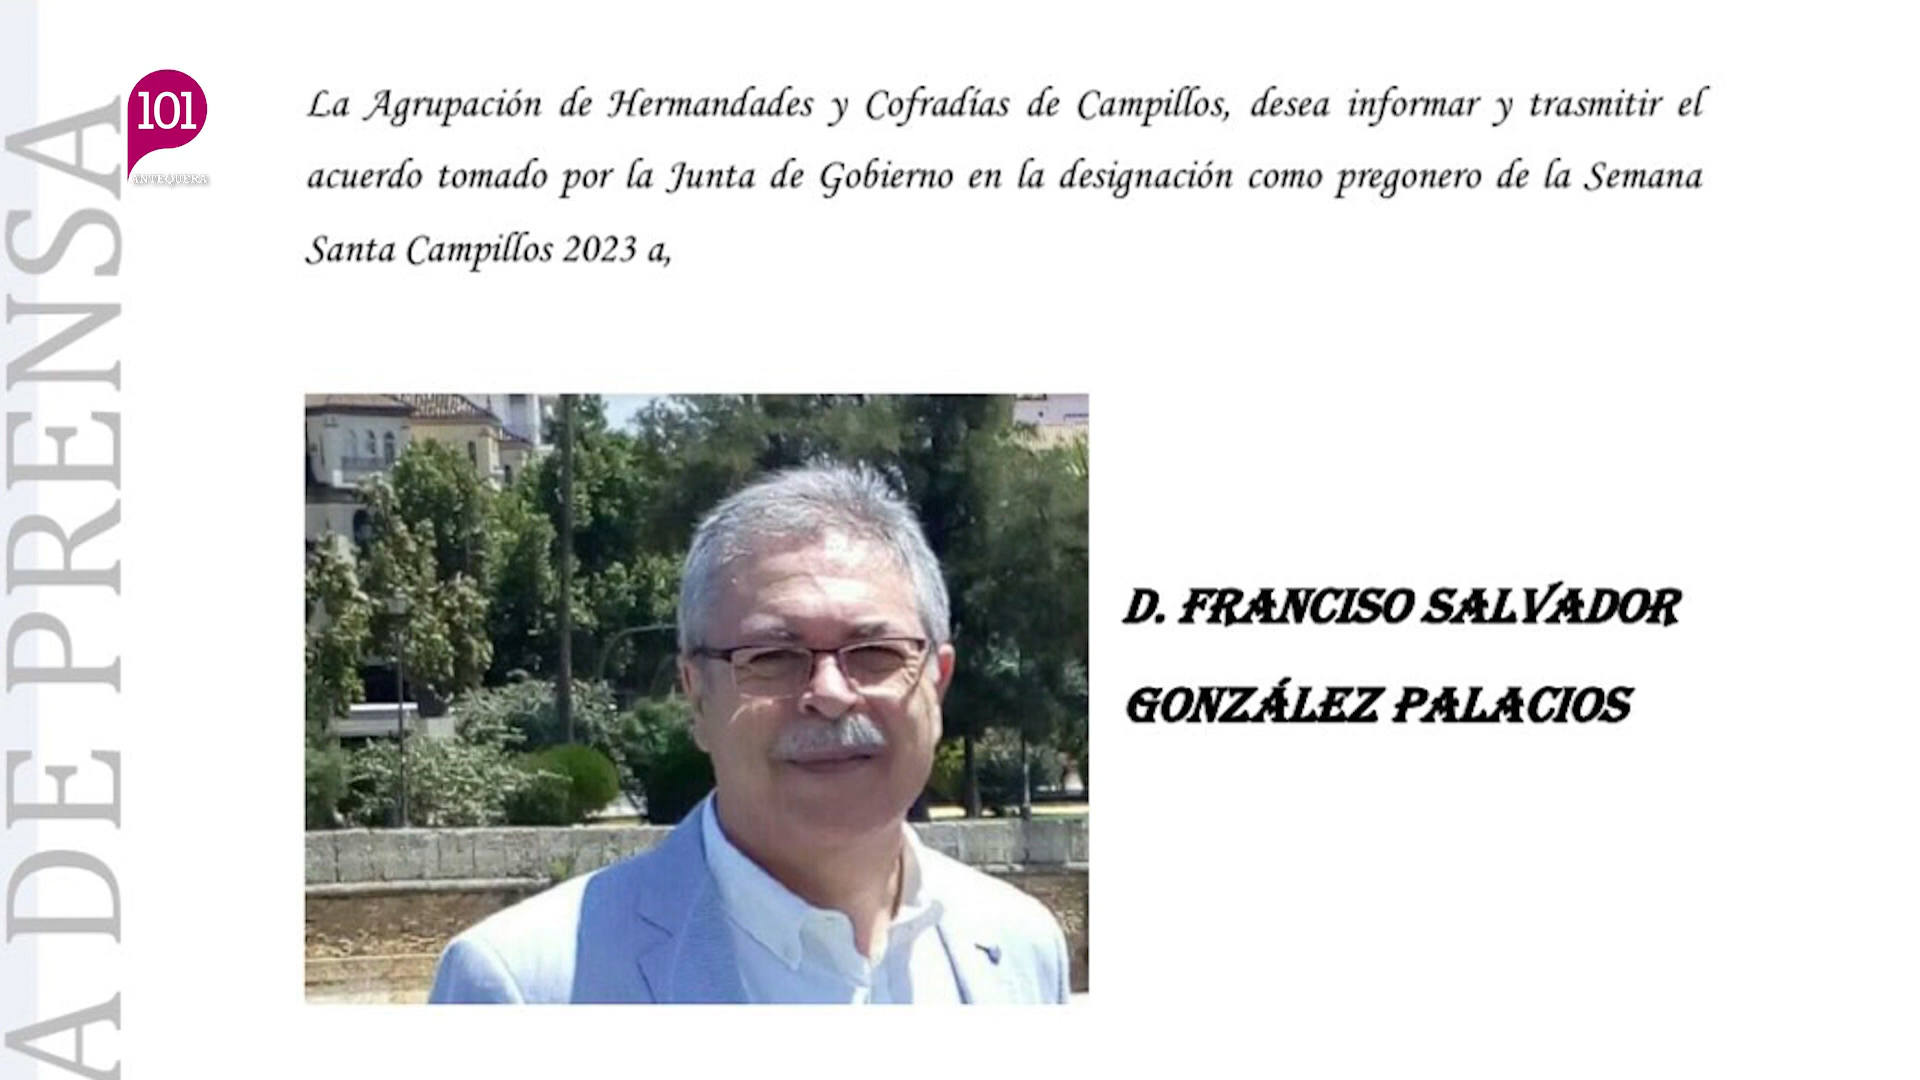 A DE PRENSA
101
ANTEQUERA
La Agrupación de Hermandades y Cofradías de Campillos, desea informar y trasmitir el
acuerdo tomado por la Junta de Gobierno en la designación como pregonero de la Semana
Santa Campillos 2023 a,
D. FRANCISO SALVADOR
GONZÁLEZ PALACIOS